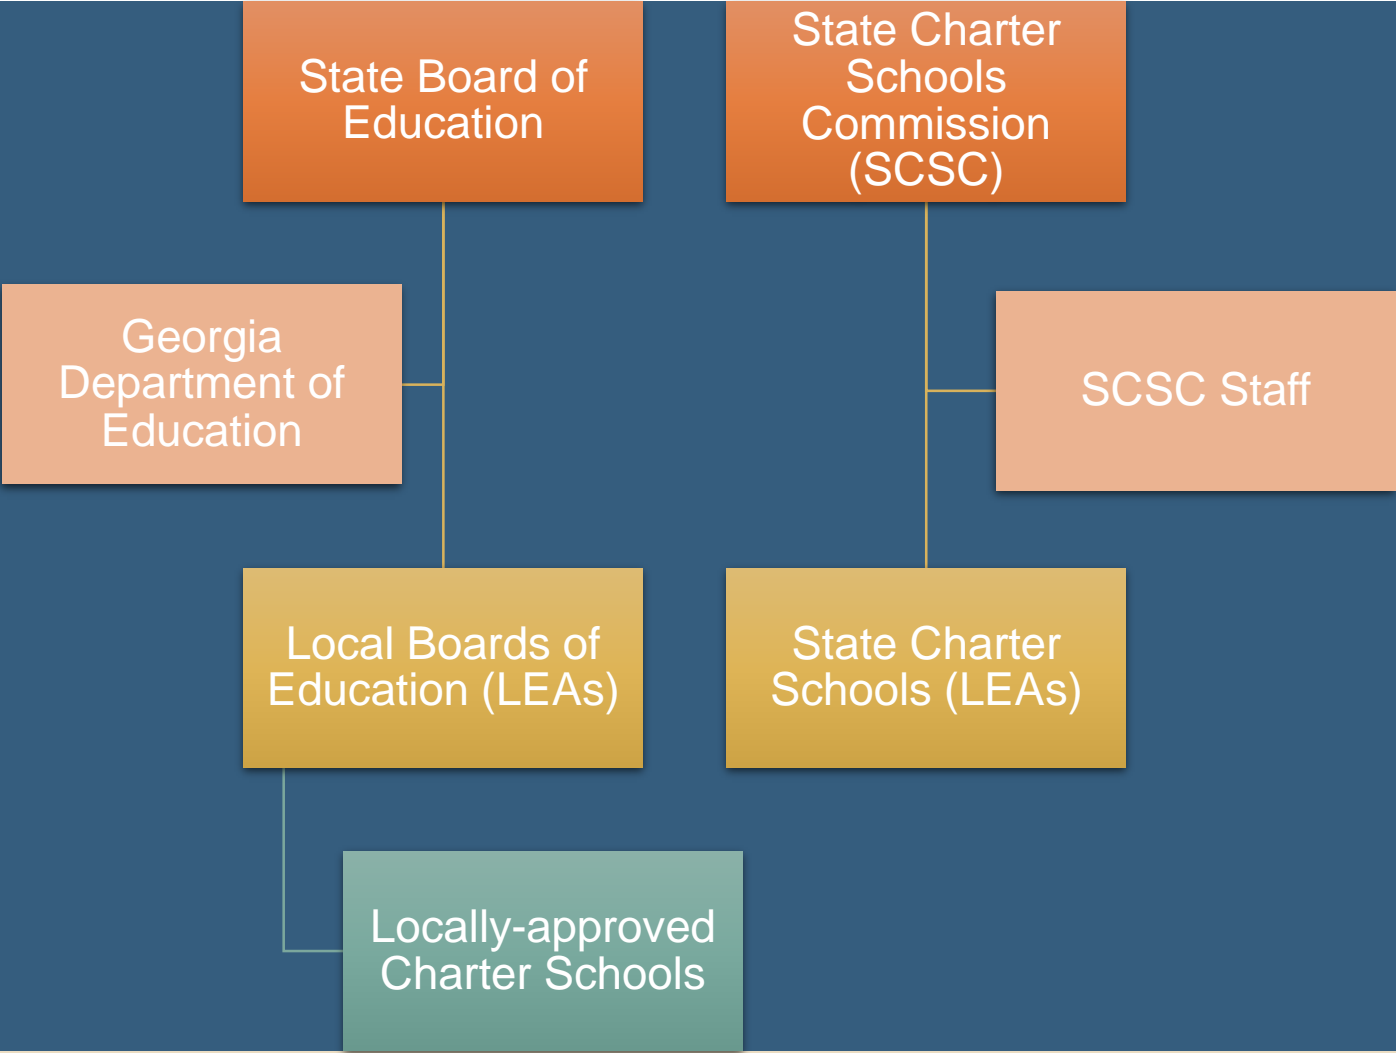 State Board of
Education
State Charter
Schools
Commission
(SCSC)
Georgia
Department of
Education
SCSC Staff
Local Boards of
Education (LEAs)
State Charter
Schools (LEAs)
Locally-approved
Charter Schools